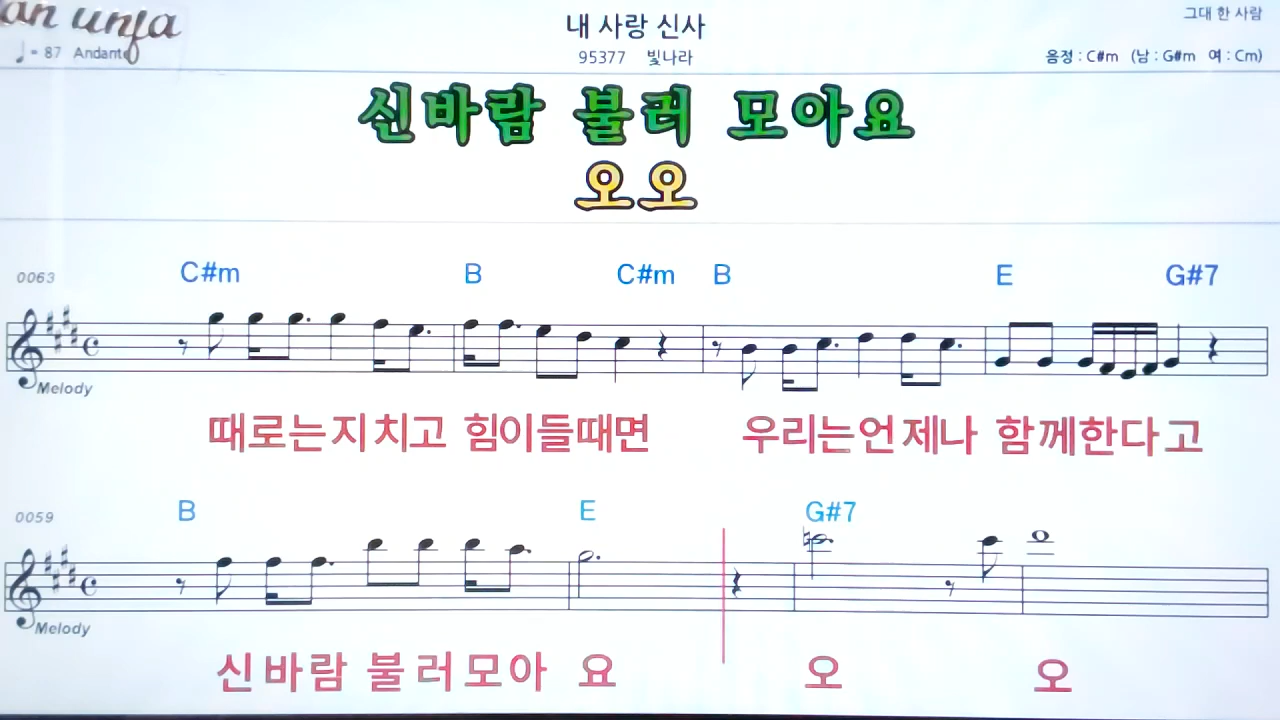 an unfa
♩ = 87 Andante
내 사랑 신사
95377 빛나라
그대 한 사람
음정 : C#m (남 : G#m 여 : Cm)
신바람 불러 모아요
오오
0063 C#m B C#m B E G#7
Melody
때로는지치고 힘이들때면 우리는언제나 함께한다고
0059 B E G#7
Melody
신바람 불러모아 요 오 오